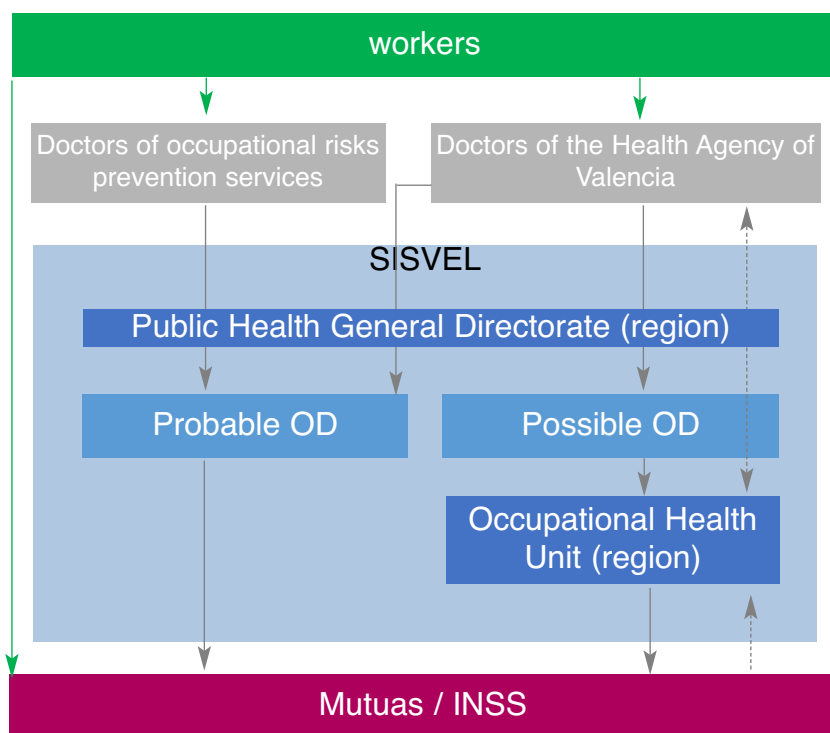 workers
Doctors of occupational risks
prevention services
Doctors of the Health Agency of
Valencia
SISVEL
Public Health General Directorate (region)
Probable OD
Possible OD
Occupational Health
Unit (region)
Mutuas / INSS